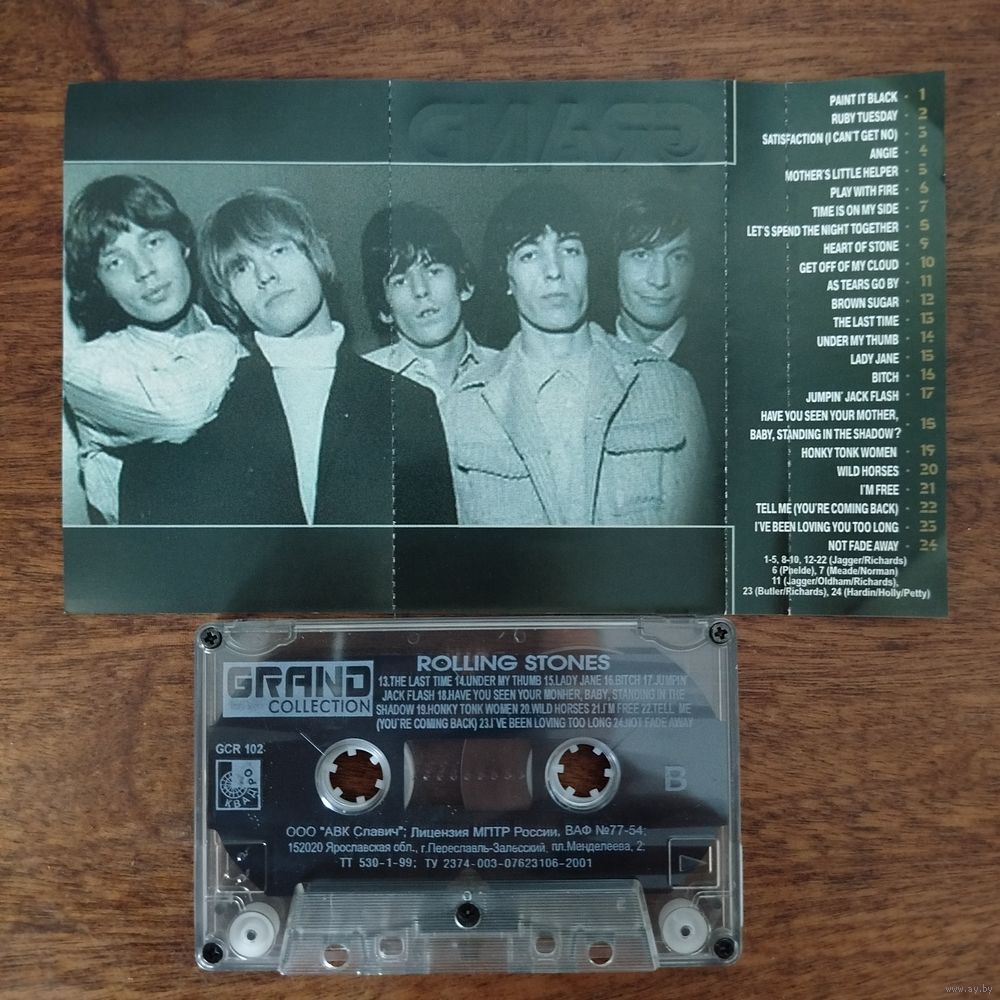 GRAND
PAINT IT BLACK · 1
RUBY TUESDAY · 2
SATISFACTION (I CAN'T GET NO) · 3
ANGIE · 4
MOTHER'S LITTLE HELPER · 5
PLAY WITH FIRE · 6
TIME IS ON MY SIDE · 7
LET'S SPEND THE NIGHT TOGETHER · 8
HEART OF STONE · 9
GET OFF OF MY CLOUD · 10
AS TEARS GO BY · 11
BROWN SUGAR · 12
THE LAST TIME · 13
UNDER MY THUMB · 14
LADY JANE · 15
BITCH · 16
JUMPIN' JACK FLASH · 17
HAVE YOU SEEN YOUR MOTHER,
BABY, STANDING IN THE SHADOW? · 18
HONKY TONK WOMEN · 19
WILD HORSES · 20
I'M FREE · 21
TELL ME (YOU'RE COMING BACK) · 22
I'VE BEEN LOVING YOU TOO LONG · 23
NOT FADE AWAY · 24
1-5, 8-10, 12-22 (Jagger/Richards)
6 (Phelde), 7 (Meade/Norman)
11 (Jagger/Oldham/Richards),
23 (Butler/Richards), 24 (Hardin/Holly/Petty)
GRAND
COLLECTION
ROLLING STONES
13.THE LAST TIME 14.UNDER MY THUMB 15.LADY JANE 16.BITCH 17.JUMPIN'
JACK FLASH 18.HAVE YOU SEEN YOUR MONHER, BABY, STANDING IN THE
SHADOW 19.HONKY TONK WOMEN 20.WILD HORSES 21.I'M FREE 22.TELL ME
(YOU'RE COMING BACK) 23.I'VE BEEN LOVING TOO LONG 24.NOT FADE AWAY
GCR 102
КВАДРО
B
ООО "АВК Славич"; Лицензия МПТР России, ВАФ №77-54;
152020 Ярославская обл., г.Переславль-Залесский, пл.Менделеева, 2;
ТТ 530-1-99; ТУ 2374-003-07623106-2001
www.ay.by